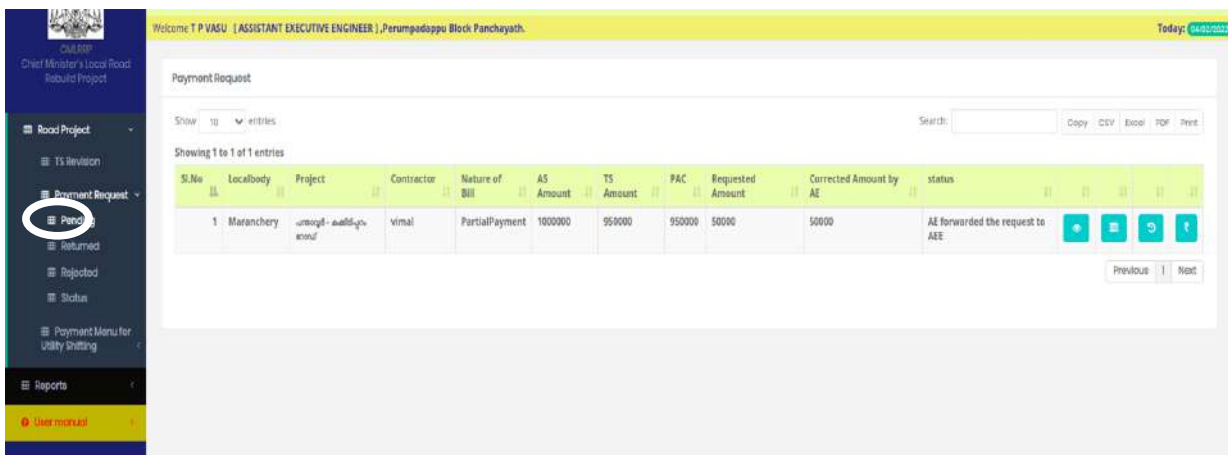 Welcome T P VASU [ ASSISTANT EXECUTIVE ENGINEER ] ,Perumpadappu Block Panchayath.
Today: 04/02/2022
CMLRRP
Chief Minister's Local Road
Rebuild Project
Payment Request
Show 10 entries
Search:
Copy CSV Excel PDF Print
Road Project
TS Revision
Payment Request
Pending
Returned
Rejected
Status
Payment Menu for
Utility Shifting
Reports
User manual
Showing 1 to 1 of 1 entries
Sl.No Localbody Project Contractor Nature of Bill AS Amount TS Amount PAC Requested Amount Corrected Amount by AE status
1 Maranchery റോഡ് vimal PartialPayment 1000000 950000 950000 50000 50000 AE forwarded the request to AEE
Previous 1 Next